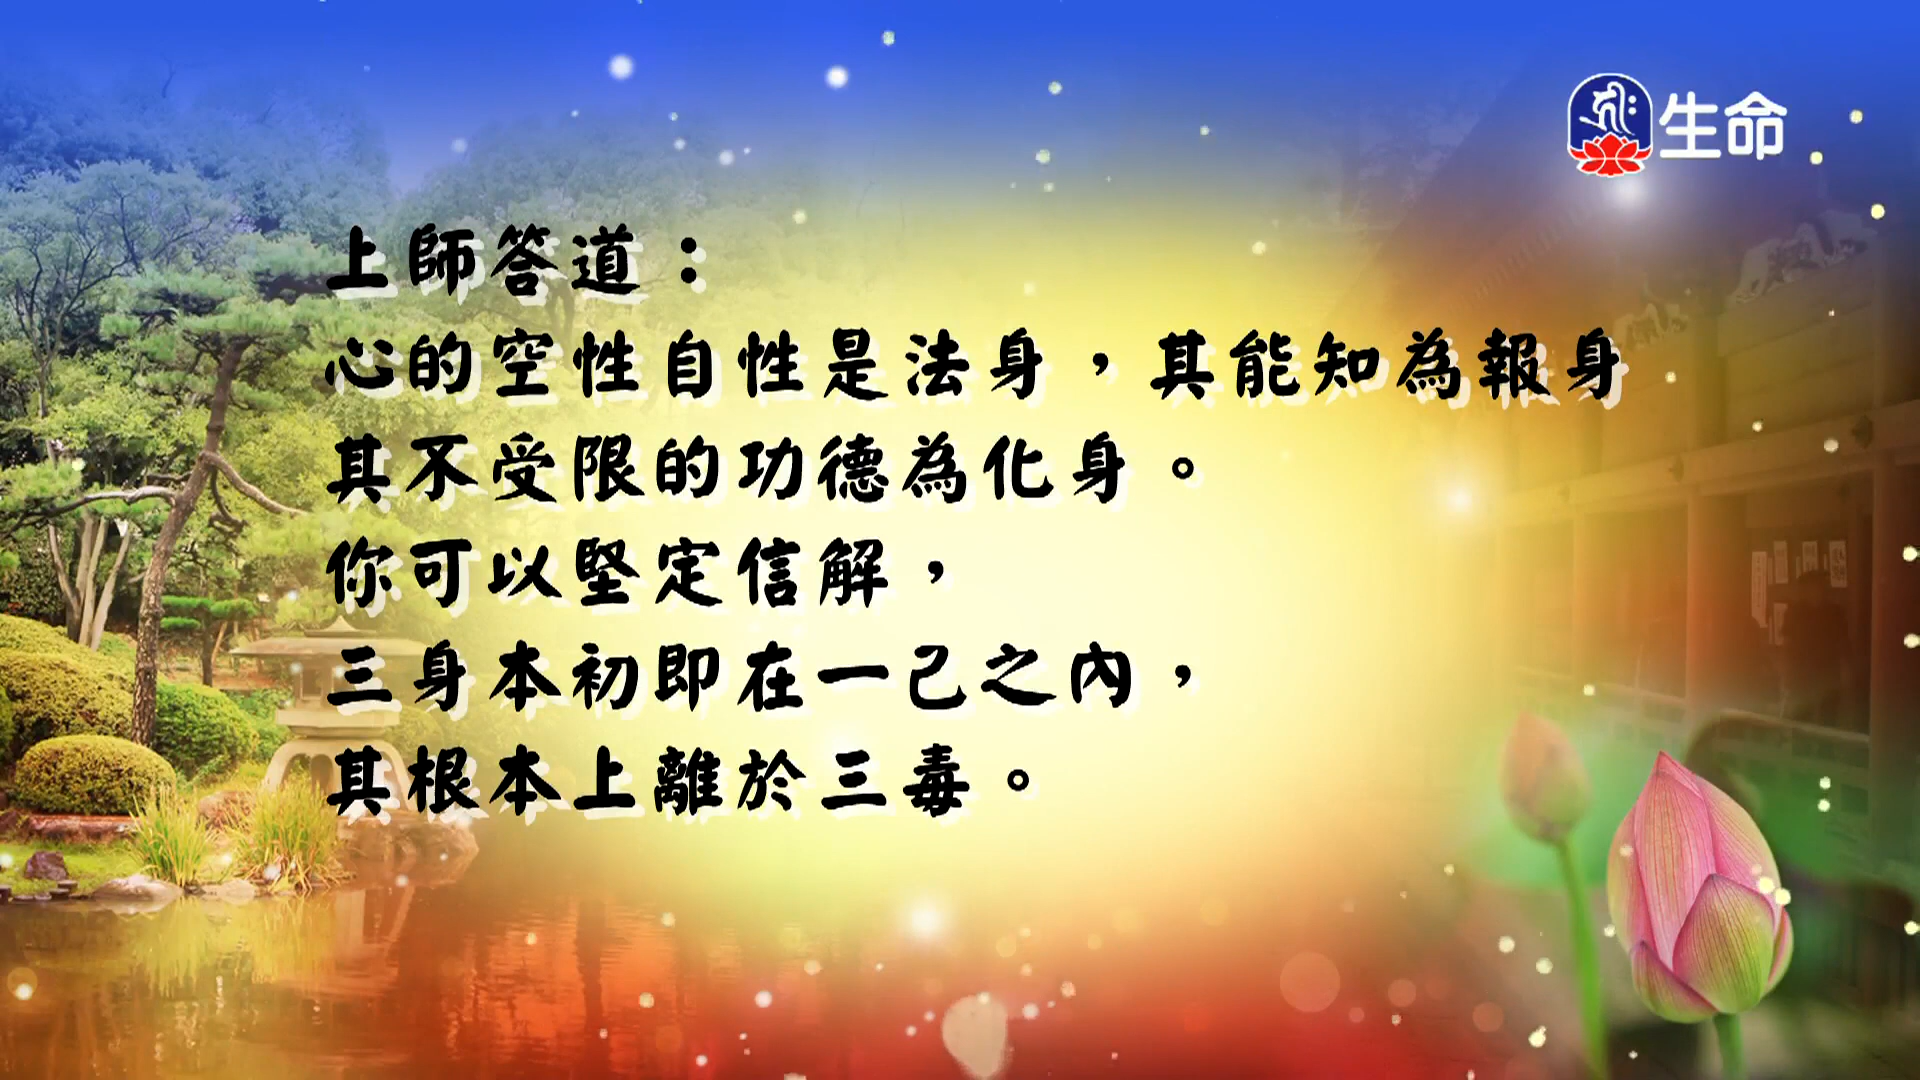 生命
上師答道：
心的空性自性是法身，其能知為報身
其不受限的功德為化身。
你可以堅定信解，
三身本初即在一己之內，
其根本上離於三毒。